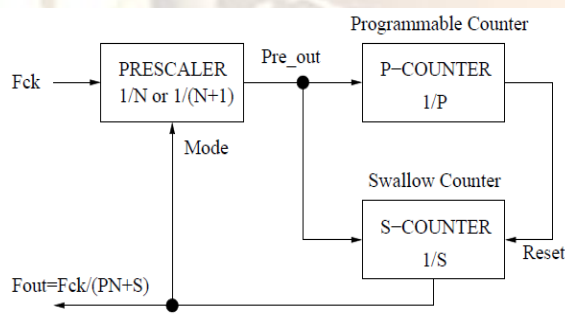 Programmable Counter
Fck
PRESCALER
1/N or 1/(N+1)
Pre_out
P−COUNTER
1/P
Mode
Swallow Counter
S−COUNTER
1/S
Reset
Fout=Fck/(PN+S)